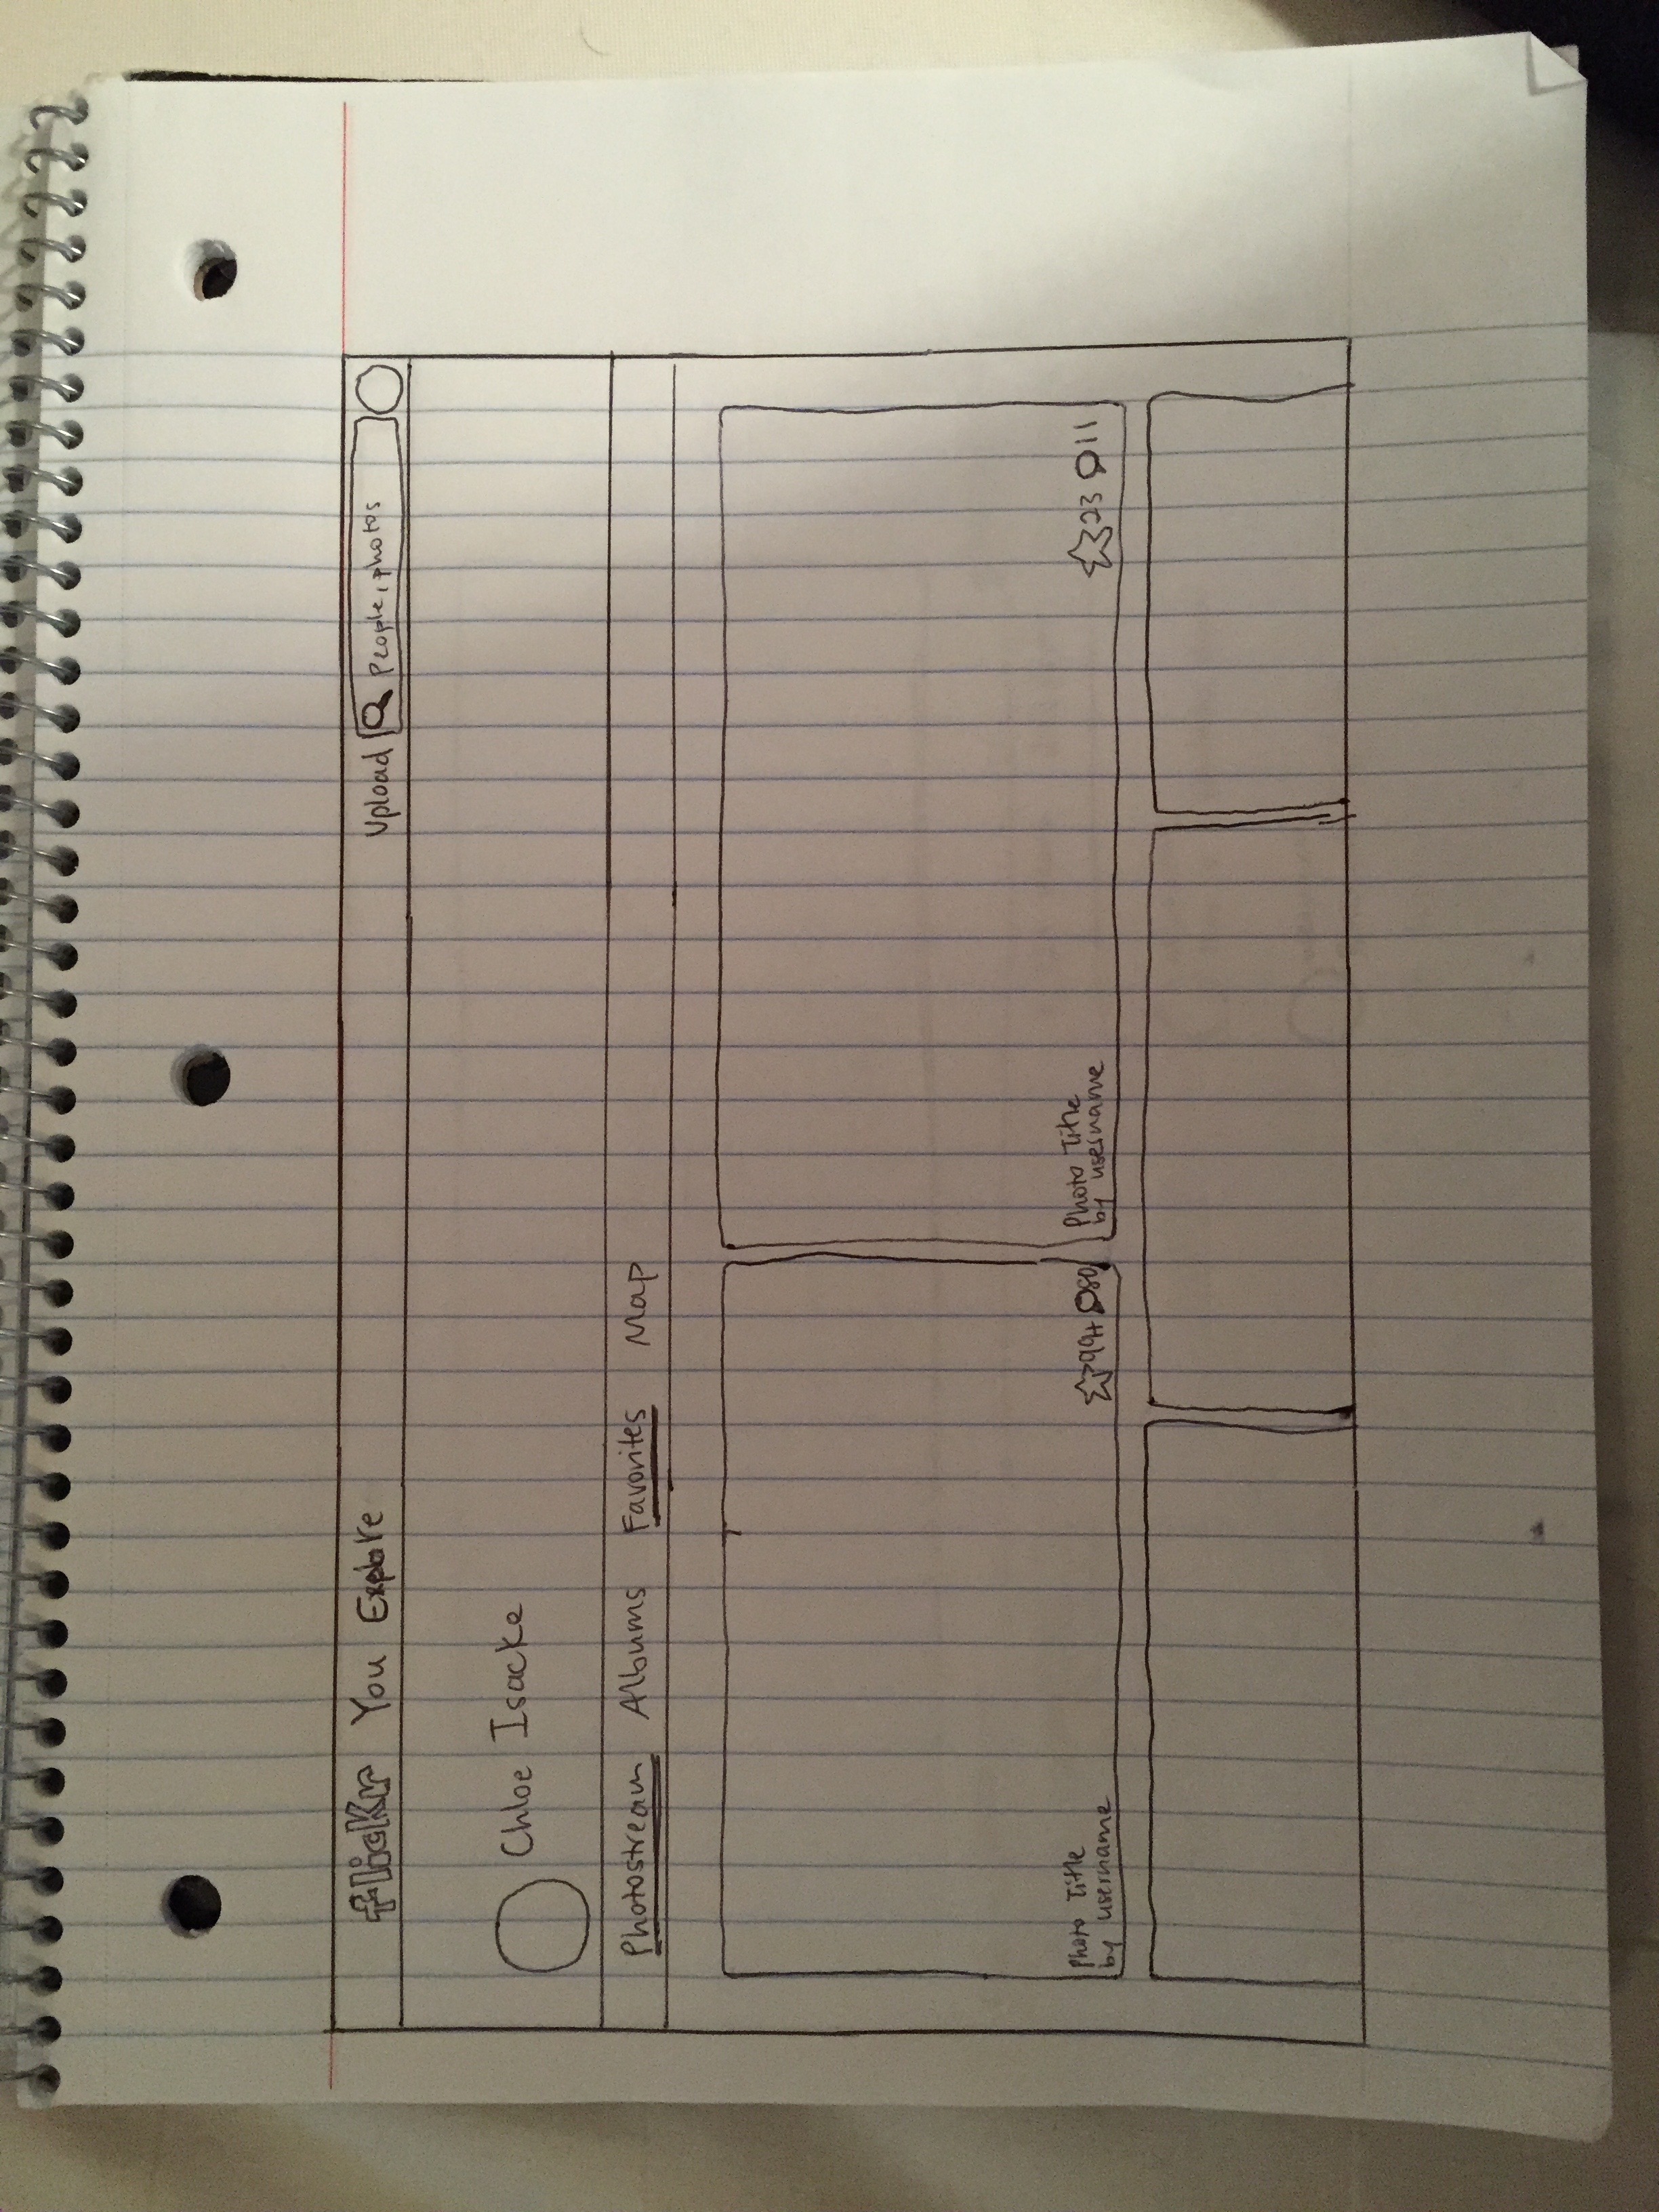 flickr You Explore Upload People, photos
Chloe Isacke
Photostream Albums Favorites Map
Photo Title
by username
99+ 80
Photo Title
by username
23 11